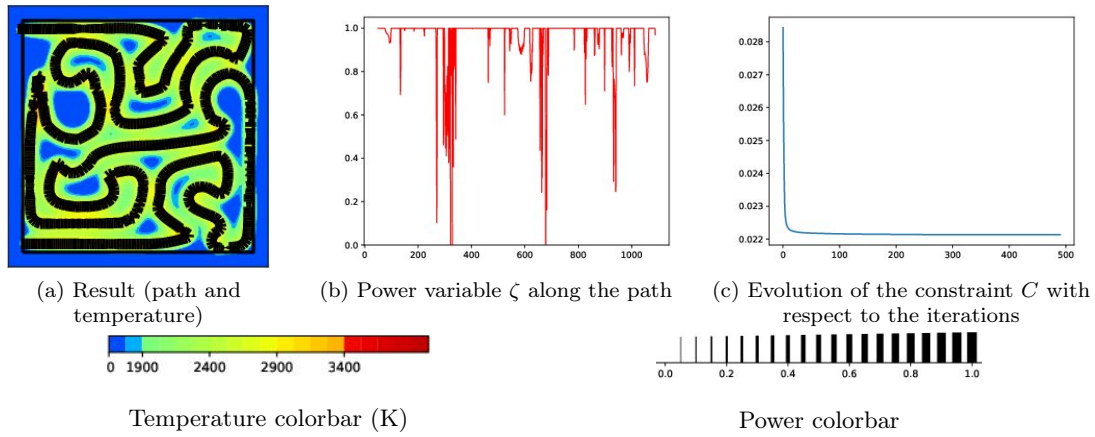 1.0
0.8
0.6
0.4
0.2
0.0
0 200 400 600 800 1000
0.028
0.027
0.026
0.025
0.024
0.023
0.022
0 100 200 300 400 500
(a) Result (path and
temperature)
(b) Power variable ζ along the path
(c) Evolution of the constraint C with
respect to the iterations
0 1900 2400 2900 3400
Temperature colorbar (K)
0.0 0.2 0.4 0.6 0.8 1.0
Power colorbar